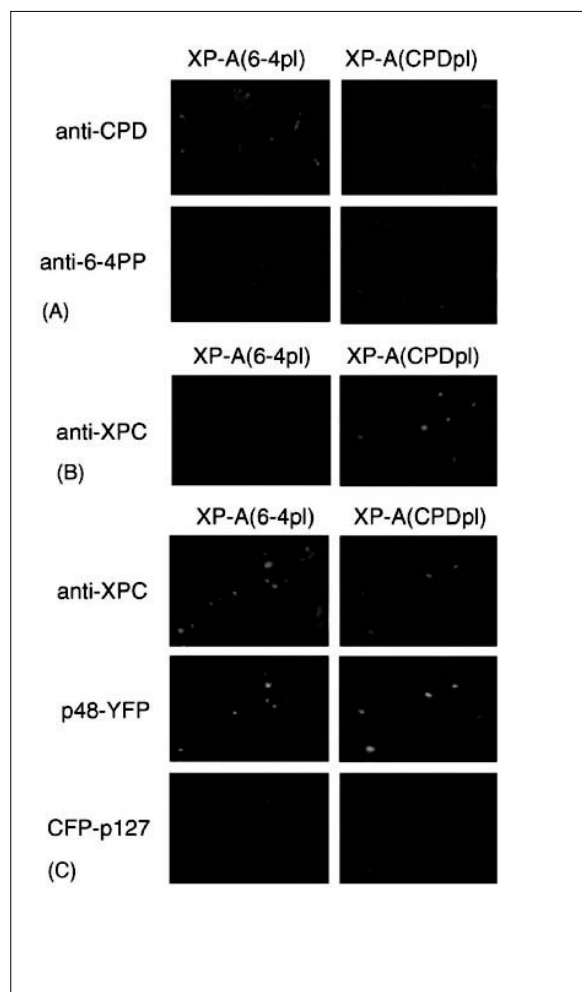 XP-A(6-4pl) XP-A(CPDpl)
anti-CPD
anti-6-4PP
(A)
XP-A(6-4pl) XP-A(CPDpl)
anti-XPC
(B)
XP-A(6-4pl) XP-A(CPDpl)
anti-XPC
p48-YFP
CFP-p127
(C)